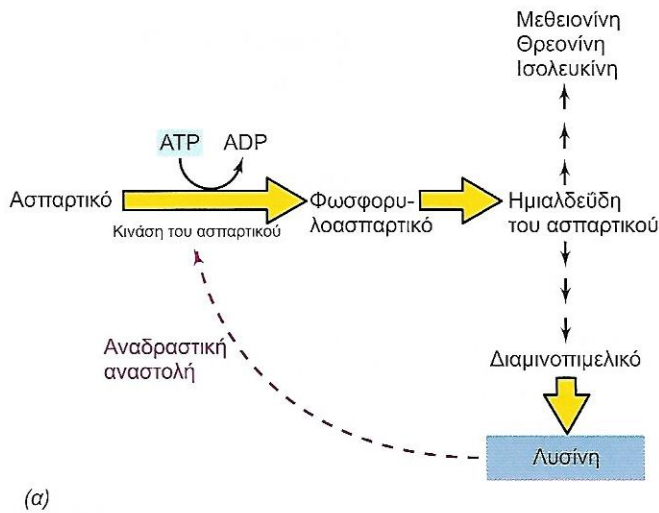 Μεθειονίνη
Θρεονίνη
Ισολευκίνη
ATP
ADP
Ασπαρτικό
Κινάση του ασπαρτικού
Φωσφορυ-
λοασπαρτικό
Ημιαλδεΰδη
του ασπαρτικού
Αναδραστική
αναστολή
Διαμινοπιμελικό
Λυσίνη
(α)